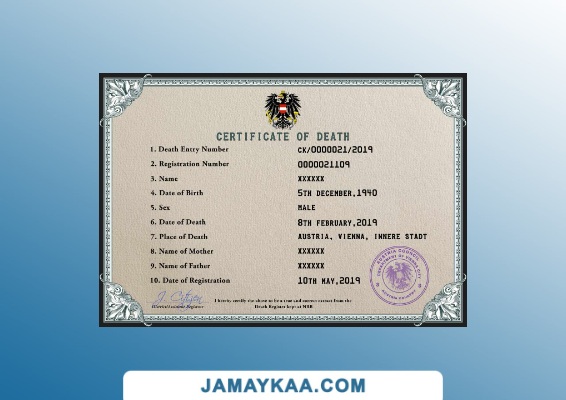 CERTIFICATE OF DEATH
1. Death Entry Number CK/0000021/2019
2. Registration Number 0000021109
3. Name XXXXXX
4. Date of Birth 5TH DECEMBER,1940
5. Sex MALE
6. Date of Death 8TH FEBRUARY,2019
7. Place of Death AUSTRIA, VIENNA, INNERE STADT
8. Name of Mother XXXXXX
9. Name of Father XXXXXX
10. Date of Registration 10TH MAY,2019
J. Citizen
I hereby certify the above to be a true and correct extract from the
Death Register kept at
JAMAYKAA.COM